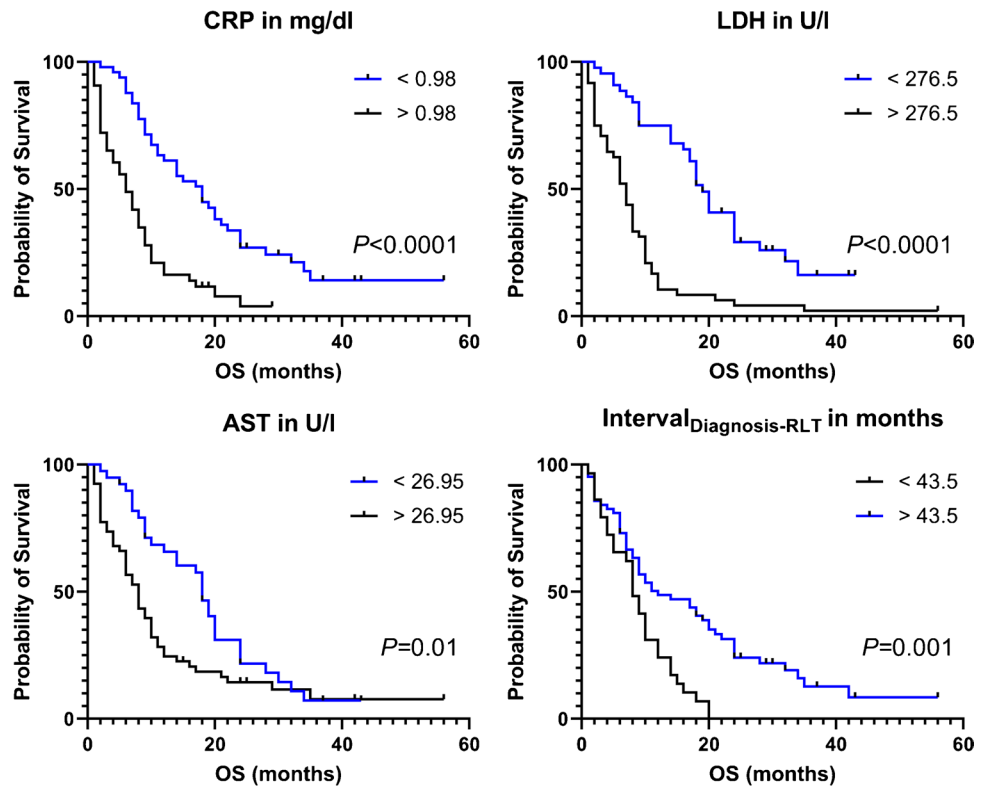 CRP in mg/dl
Probability of Survival
100
50
0
< 0.98
> 0.98
P<0.0001
0 20 40 60
OS (months)
LDH in U/l
Probability of Survival
100
50
0
< 276.5
> 276.5
P<0.0001
0 20 40 60
OS (months)
AST in U/l
Probability of Survival
100
50
0
< 26.95
> 26.95
P=0.01
0 20 40 60
OS (months)
Interval Diagnosis-RLT in months
Probability of Survival
100
50
0
< 43.5
> 43.5
P=0.001
0 20 40 60
OS (months)